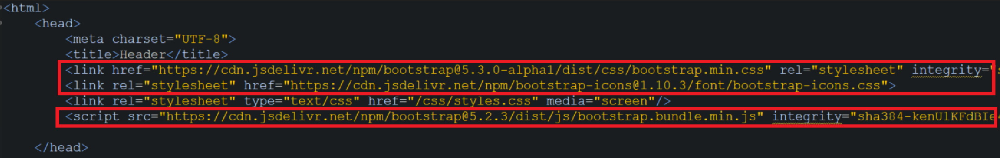 <html>
<head>
<meta charset="UTF-8">
<title>Header</title>
<link href="https://cdn.jsdelivr.net/npm/bootstrap@5.3.0-alpha1/dist/css/bootstrap.min.css" rel="stylesheet" integrity="s
<link rel="stylesheet" href="https://cdn.jsdelivr.net/npm/bootstrap-icons@1.10.3/font/bootstrap-icons.css">
<link rel="stylesheet" type="text/css" href="/css/styles.css" media="screen"/>
<script src="https://cdn.jsdelivr.net/npm/bootstrap@5.2.3/dist/js/bootstrap.bundle.min.js" integrity="sha384-kenU1KFdBIe4
</head>